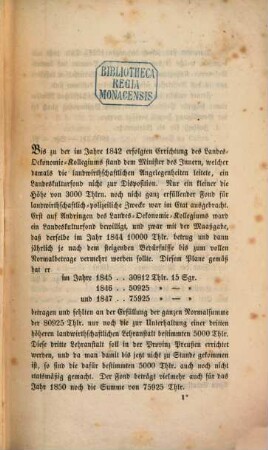 BIBLIOTHECA
REGIA
MONACENSIS
Bis zu der im Jahre 1842 erfolgten Errichtung des Landes-
Oekonomie-Kollegiums stand dem Minister des Innern, welcher
damals die landwirthschaftlichen Angelegenheiten leitete, ein
Landeskulturfond nicht zur Disposition. Nur ein kleiner die
Höhe von 3000 Thlrn. noch nicht ganz erfüllender Fond für
landwirthschaftlich-polizeiliche Zwecke war im Etat ausgebracht.
Erst auf Andringen des Landes-Oekonomie-Kollegiums ward
ein Landeskulturfond bewilligt, und zwar mit der Maaßgabe,
daß derselbe im Jahre 1844 10000 Thlr. betrug und dann
jährlich je nach dem steigenden Bedürfnisse bis zum vollen
Normalbetrage vermehrt werden sollte. Diesem Plane gemäß
hat er
im Jahre 1845 .. 30812 Thlr. 15 Sgr.
1846 .. 50925 » — »
und 1847 .. 75925 » — »
betragen und fehlten an der Erfüllung der ganzen Normalsumme
der 80925 Thlr. nur noch die zur Unterhaltung einer dritten
höheren landwirthschaftlichen Lehranstalt bestimmten 5000 Thlr.
Diese dritte Lehranstalt soll in der Provinz Preußen errichtet
werden, und da man damit bis jetzt nicht zu Stande gekommen
ist, so sind die dafür bestimmten 5000 Thlr. auch noch nicht
etatsmäßig gemacht. Der Fond beträgt vielmehr auch für das
Jahr 1850 noch die Summe von 75925 Thlr.
1*